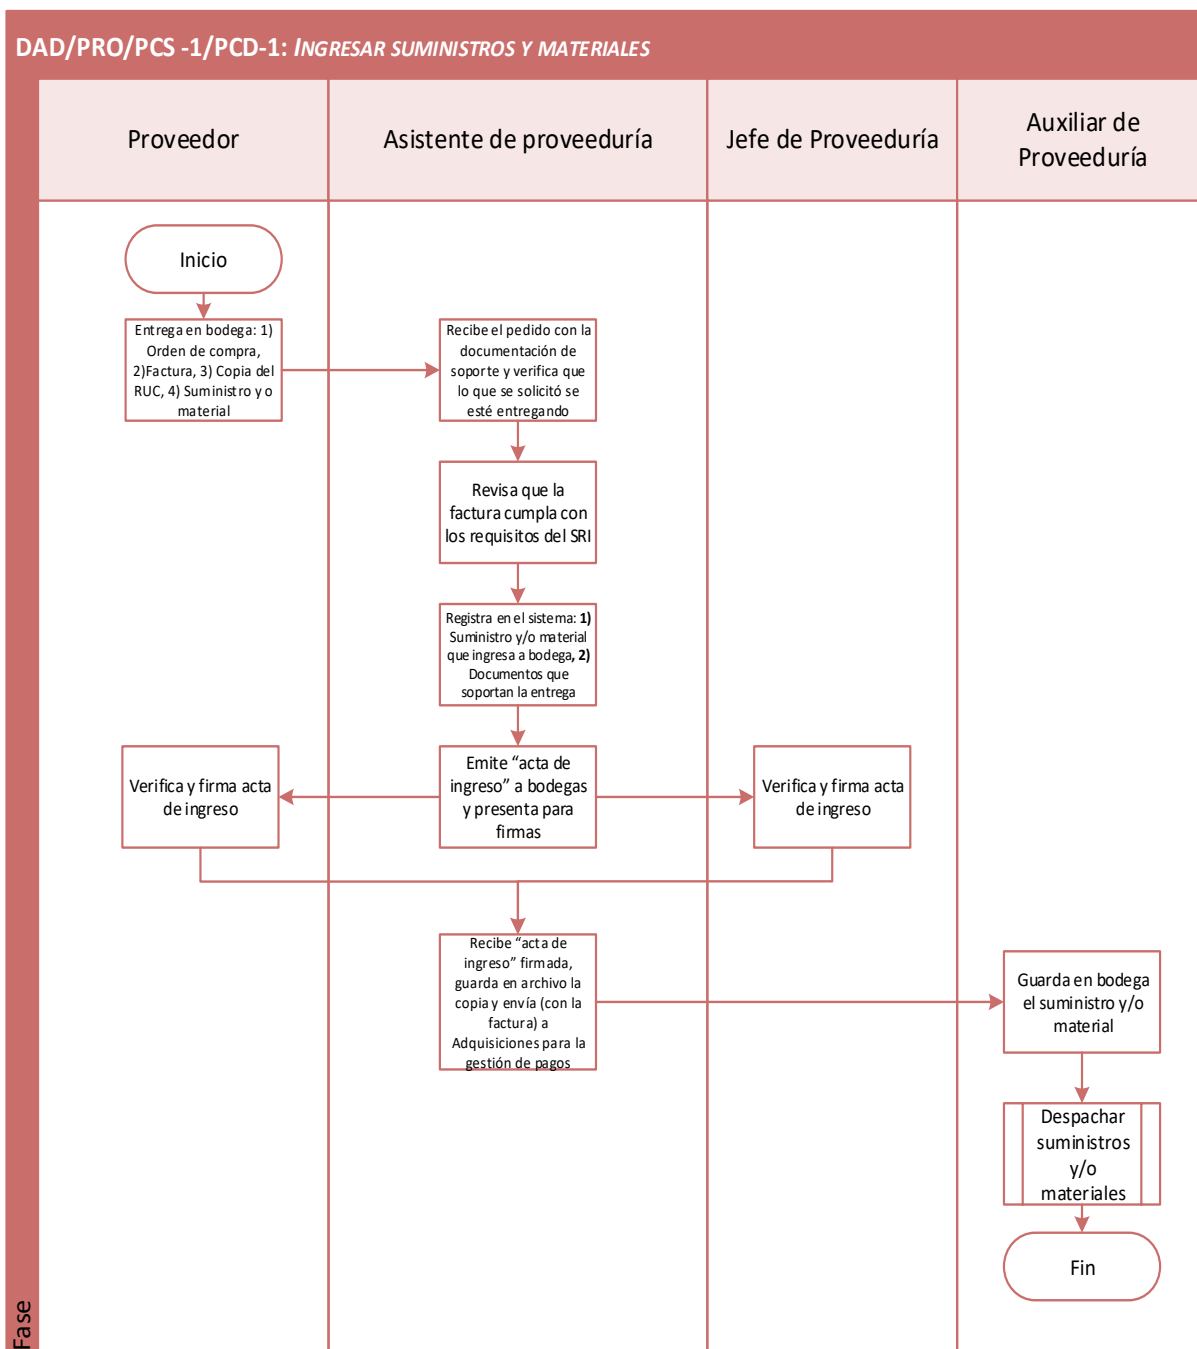 DAD/PRO/PCS -1/PCD-1: INGRESAR SUMINISTROS Y MATERIALES
Proveedor
Asistente de proveeduría
Jefe de Proveeduría
Auxiliar de
Proveeduría
Inicio
Entrega en bodega: 1)
Orden de compra,
2)Factura, 3) Copia del
RUC, 4) Suministro y o
material
Recibe el pedido con la
documentación de
soporte y verifica que
lo que se solicitó se
esté entregando
Revisa que la
factura cumpla con
los requisitos del SRI
Registra en el sistema: 1)
Suministro y/o material
que ingresa a bodega, 2)
Documentos que
soportan la entrega
Verifica y firma acta
de ingreso
Emite “acta de
ingreso” a bodegas
y presenta para
firmas
Verifica y firma acta
de ingreso
Recibe “acta de
ingreso” firmada,
guarda en archivo la
copia y envía (con la
factura) a
Adquisiciones para la
gestión de pagos
Guarda en bodega
el suministro y/o
material
Despachar
suministros
y/o
materiales
Fin
Fase